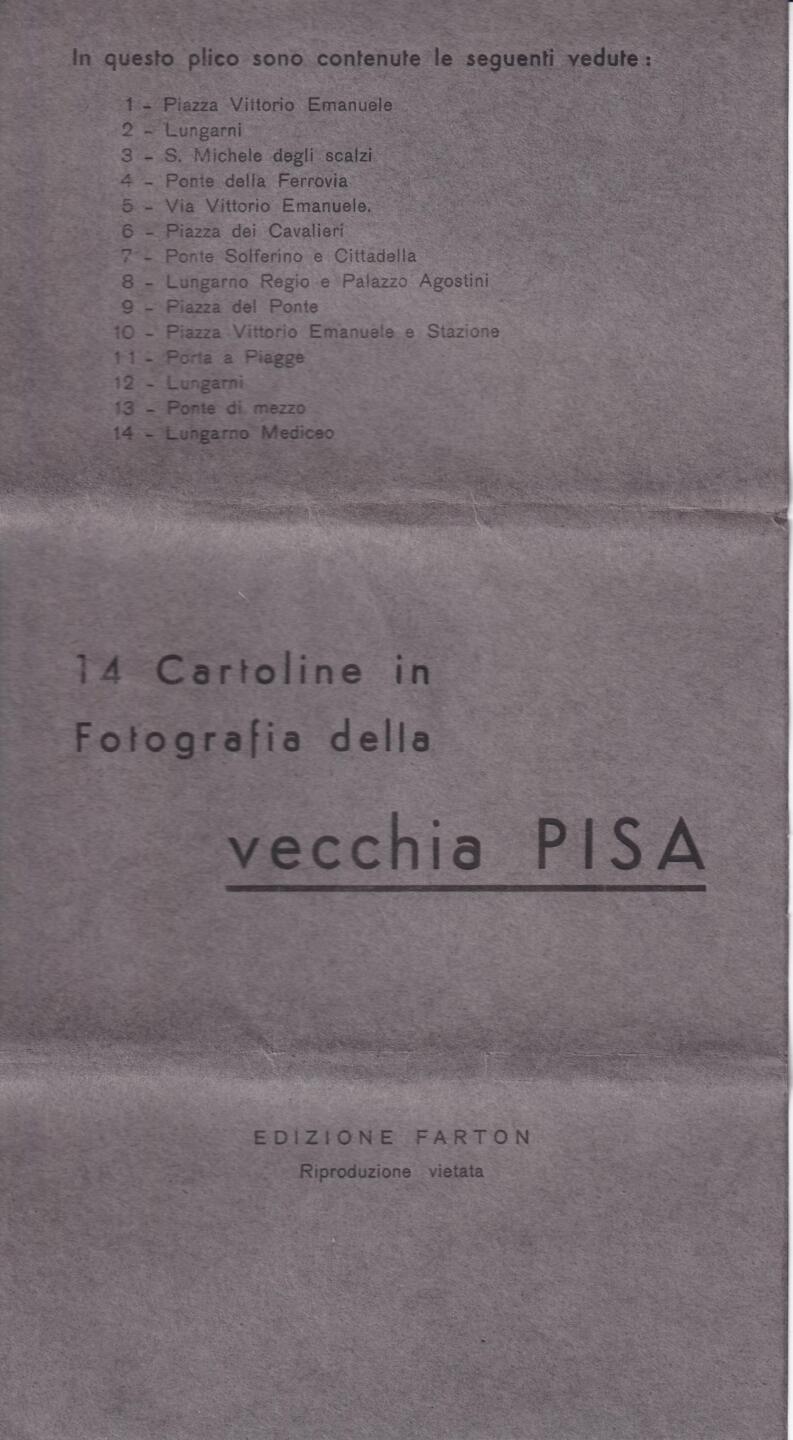 In questo plico sono contenute le seguenti vedute :
1 - Piazza Vittorio Emanuele
2 - Lungarni
3 - S. Michele degli scalzi
4 - Ponte della Ferrovia
5 - Via Vittorio Emanuele.
6 - Piazza dei Cavalieri
7 - Ponte Solferino e Cittadella
8 - Lungarno Regio e Palazzo Agostini
9 - Piazza del Ponte
10 - Piazza Vittorio Emanuele e Stazione
11 - Porta a Piagge
12 - Lungarni
13 - Ponte di mezzo
14 - Lungarno Mediceo
14 Cartoline in
Fotografia della
vecchia PISA
EDIZIONE FARTON
Riproduzione vietata